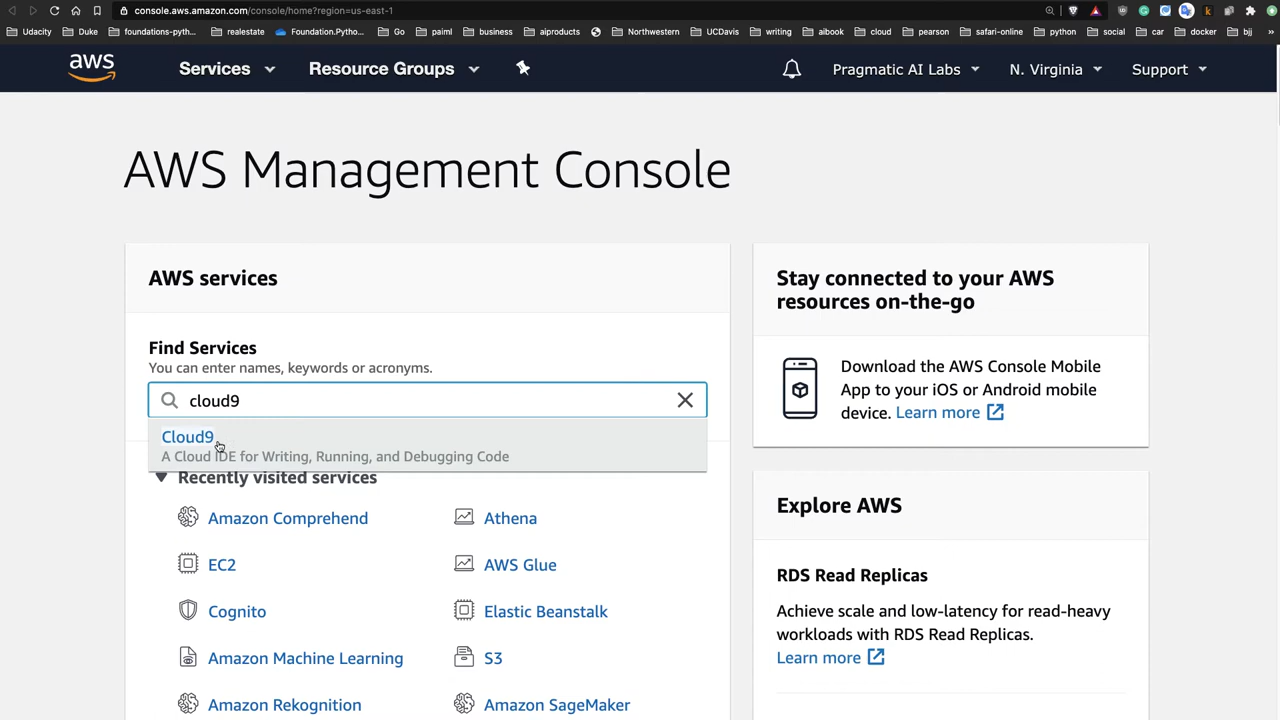 console.aws.amazon.com/console/home?region=us-east-1
Udacity Duke foundations-pyth... realestate Foundation.Pytho... Go paiml business aiproducts Northwestern UCDavis writing aibook cloud pearson safari-online python social car docker bjj »
aws Services Resource Groups Pragmatic AI Labs N. Virginia Support
AWS Management Console
AWS services
Find Services
You can enter names, keywords or acronyms.
cloud9
Cloud9
A Cloud IDE for Writing, Running, and Debugging Code
Recently visited services
Amazon Comprehend Athena
EC2 AWS Glue
Cognito Elastic Beanstalk
Amazon Machine Learning S3
Amazon Rekognition Amazon SageMaker
Stay connected to your AWS
resources on-the-go
Download the AWS Console Mobile
App to your iOS or Android mobile
device. Learn more
Explore AWS
RDS Read Replicas
Achieve scale and low-latency for read-heavy
workloads with RDS Read Replicas.
Learn more